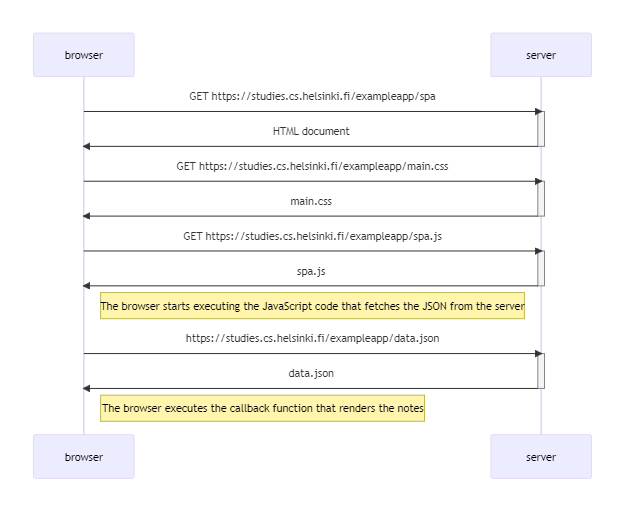 browser
server
GET https://studies.cs.helsinki.fi/exampleapp/spa
HTML document
GET https://studies.cs.helsinki.fi/exampleapp/main.css
main.css
GET https://studies.cs.helsinki.fi/exampleapp/spa.js
spa.js
The browser starts executing the JavaScript code that fetches the JSON from the server
https://studies.cs.helsinki.fi/exampleapp/data.json
data.json
The browser executes the callback function that renders the notes
browser
server